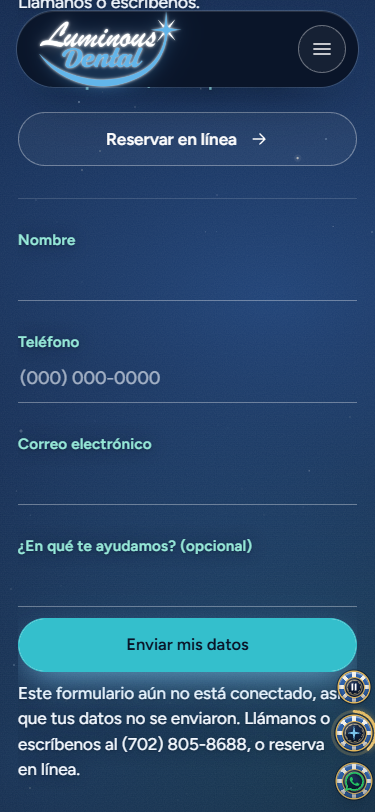 Llámanos o escríbenos.
Luminous
Dental
Reservar en línea
Nombre
Teléfono
(000) 000-0000
Correo electrónico
¿En qué te ayudamos? (opcional)
Enviar mis datos
Este formulario aún no está conectado, así
que tus datos no se enviaron. Llámanos o
escríbenos al (702) 805-8688, o reserva
en línea.